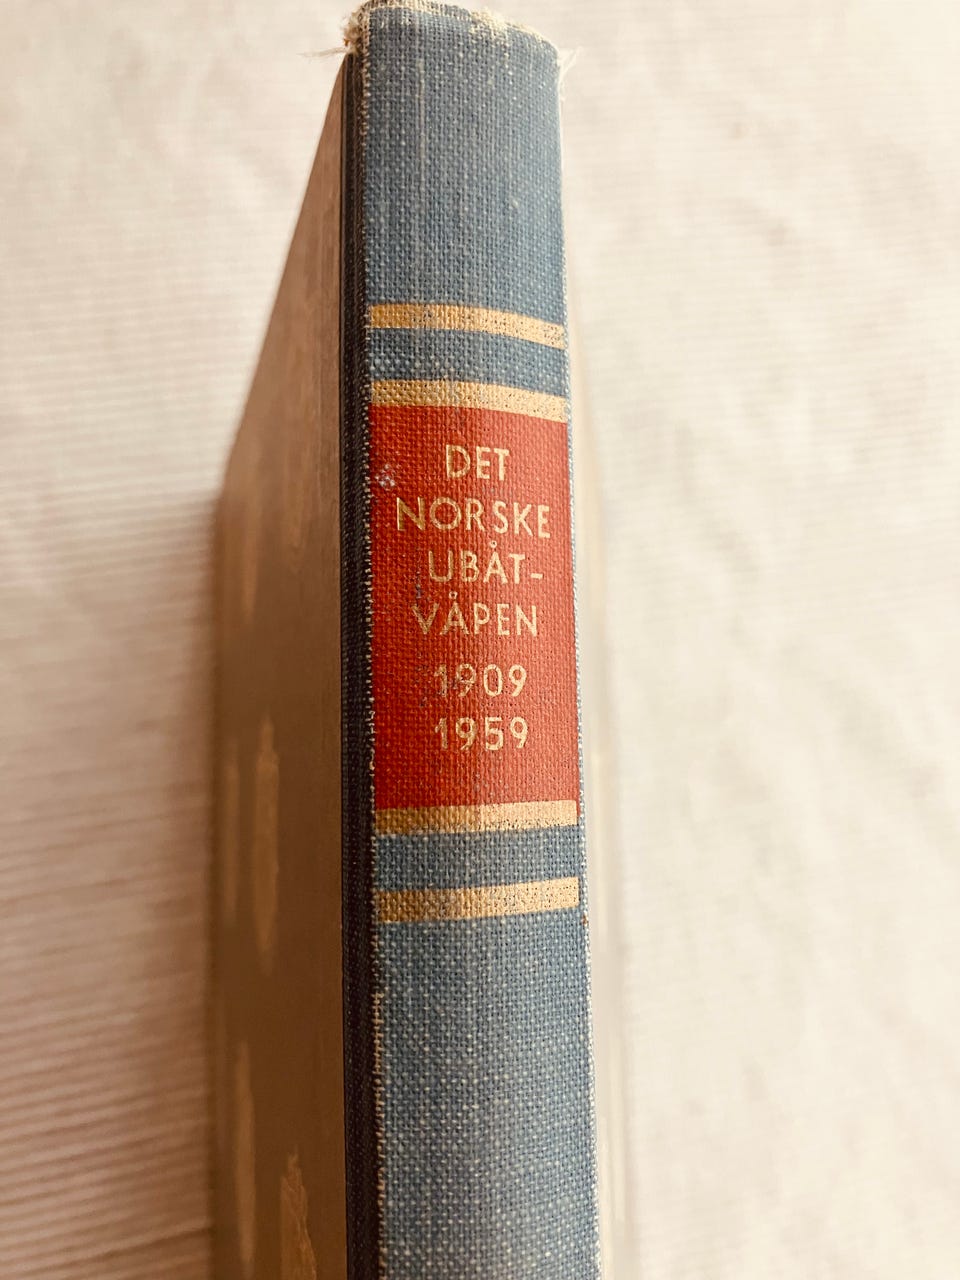 DET
NORSKE
UBÅT-
VÅPEN
1909
1959